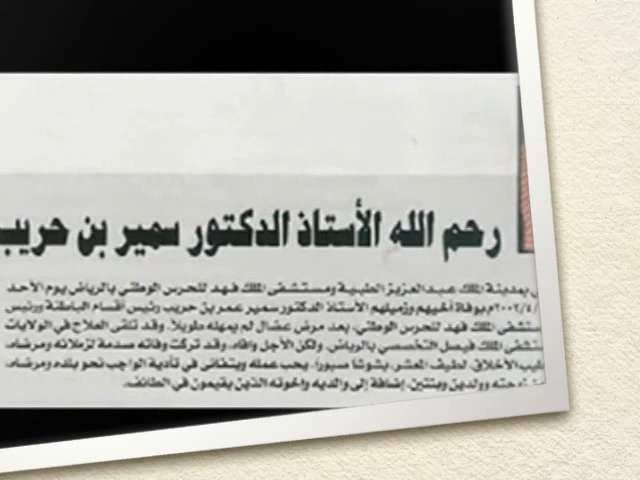 رحم الله الأستاذ الدكتور سمير بن حريب
بمدينة الملك عبدالعزيز الطبية ومستشفى الملك فهد للحرس الوطني بالرياض يوم الأحد
٢٠٠٢/٤/ م بوفاة أخيهم وزميلهم الأستاذ الدكتور سمير عمر بن حريب رئيس أقسام الباطنة ورئيس
الملك فهد للحرس الوطني، بعد مرض عضال لم يمهله طويلاً. وقد تلقى العلاج في الولايات
الملك فيصل التخصصي بالرياض. ولكن الأجل وافاه. وقد تركت وفاته صدمة لزملائه ومرضاه.
الأخلاق، لطيف المعشر، بشوشاً صبوراً. يحب عمله ويتفانى في تأدية الواجب نحو بلده ومرضاه.
وولدين وبنتين. إضافة إلى والديه وإخوته الذين يقيمون في الطائف.